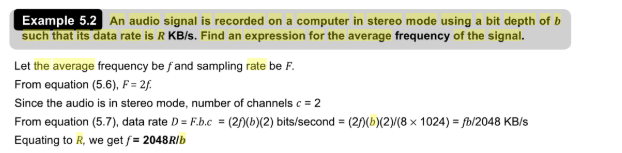 Example 5.2 An audio signal is recorded on a computer in stereo mode using a bit depth of b
such that its data rate is R KB/s. Find an expression for the average frequency of the signal.
Let the average frequency be f and sampling rate be F.
From equation (5.6), F = 2f.
Since the audio is in stereo mode, number of channels c = 2
From equation (5.7), data rate D = F.b.c = (2f)(b)(2) bits/second = (2f)(b)(2)/(8 × 1024) = fb/2048 KB/s
Equating to R, we get f = 2048R/b